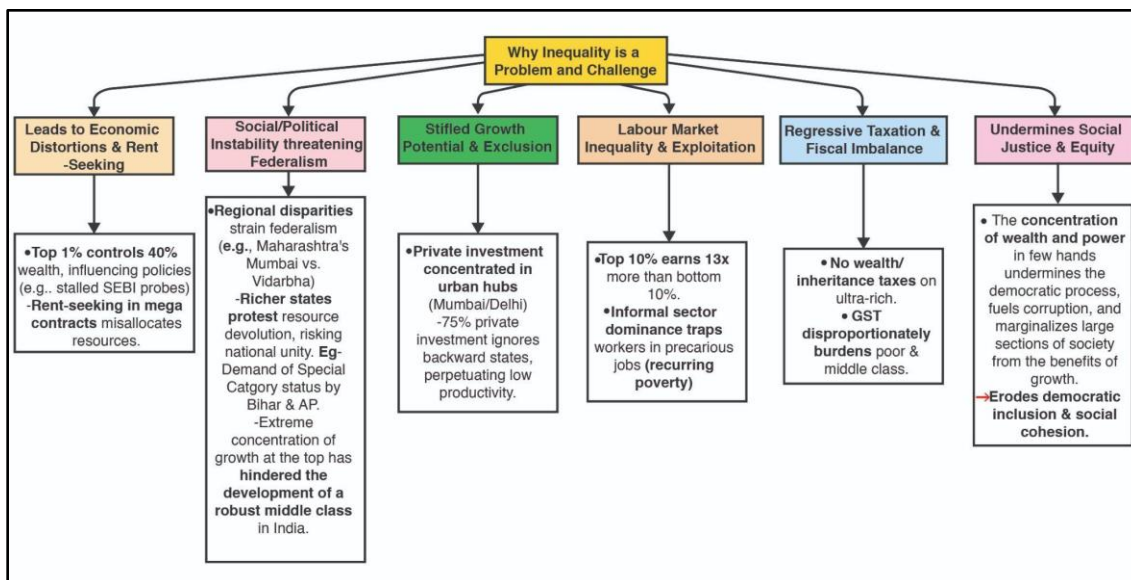 Why Inequality is a
Problem and Challenge
Leads to Economic
Distortions & Rent
-Seeking
•Top 1% controls 40%
wealth, influencing policies
(e.g.. stalled SEBI probes)
-Rent-seeking in mega
contracts misallocates
resources.
Social/Political
Instability threatening
Federalism
•Regional disparities
strain federalism
(e.g., Maharashtra's
Mumbai vs.
Vidarbha)
-Richer states
protest resource
devolution, risking
national unity. Eg-
Demand of Special
Catgory status by
Bihar & AP.
-Extreme
concentration of
growth at the top has
hindered the
development of a
robust middle class
in India.
Stifled Growth
Potential & Exclusion
•Private investment
concentrated in
urban hubs
(Mumbai/Delhi)
-75% private
investment ignores
backward states,
perpetuating low
productivity.
Labour Market
Inequality & Exploitation
•Top 10% earns 13x
more than bottom
10%.
•Informal sector
dominance traps
workers in precarious
jobs (recurring
poverty)
Regressive Taxation &
Fiscal Imbalance
•No wealth/
inheritance taxes on
ultra-rich.
•GST
disproportionately
burdens poor &
middle class.
Undermines Social
Justice & Equity
• The concentration
of wealth and power
in few hands
undermines the
democratic process,
fuels corruption, and
marginalizes large
sections of society
from the benefits of
growth.
→Erodes democratic
inclusion & social
cohesion.